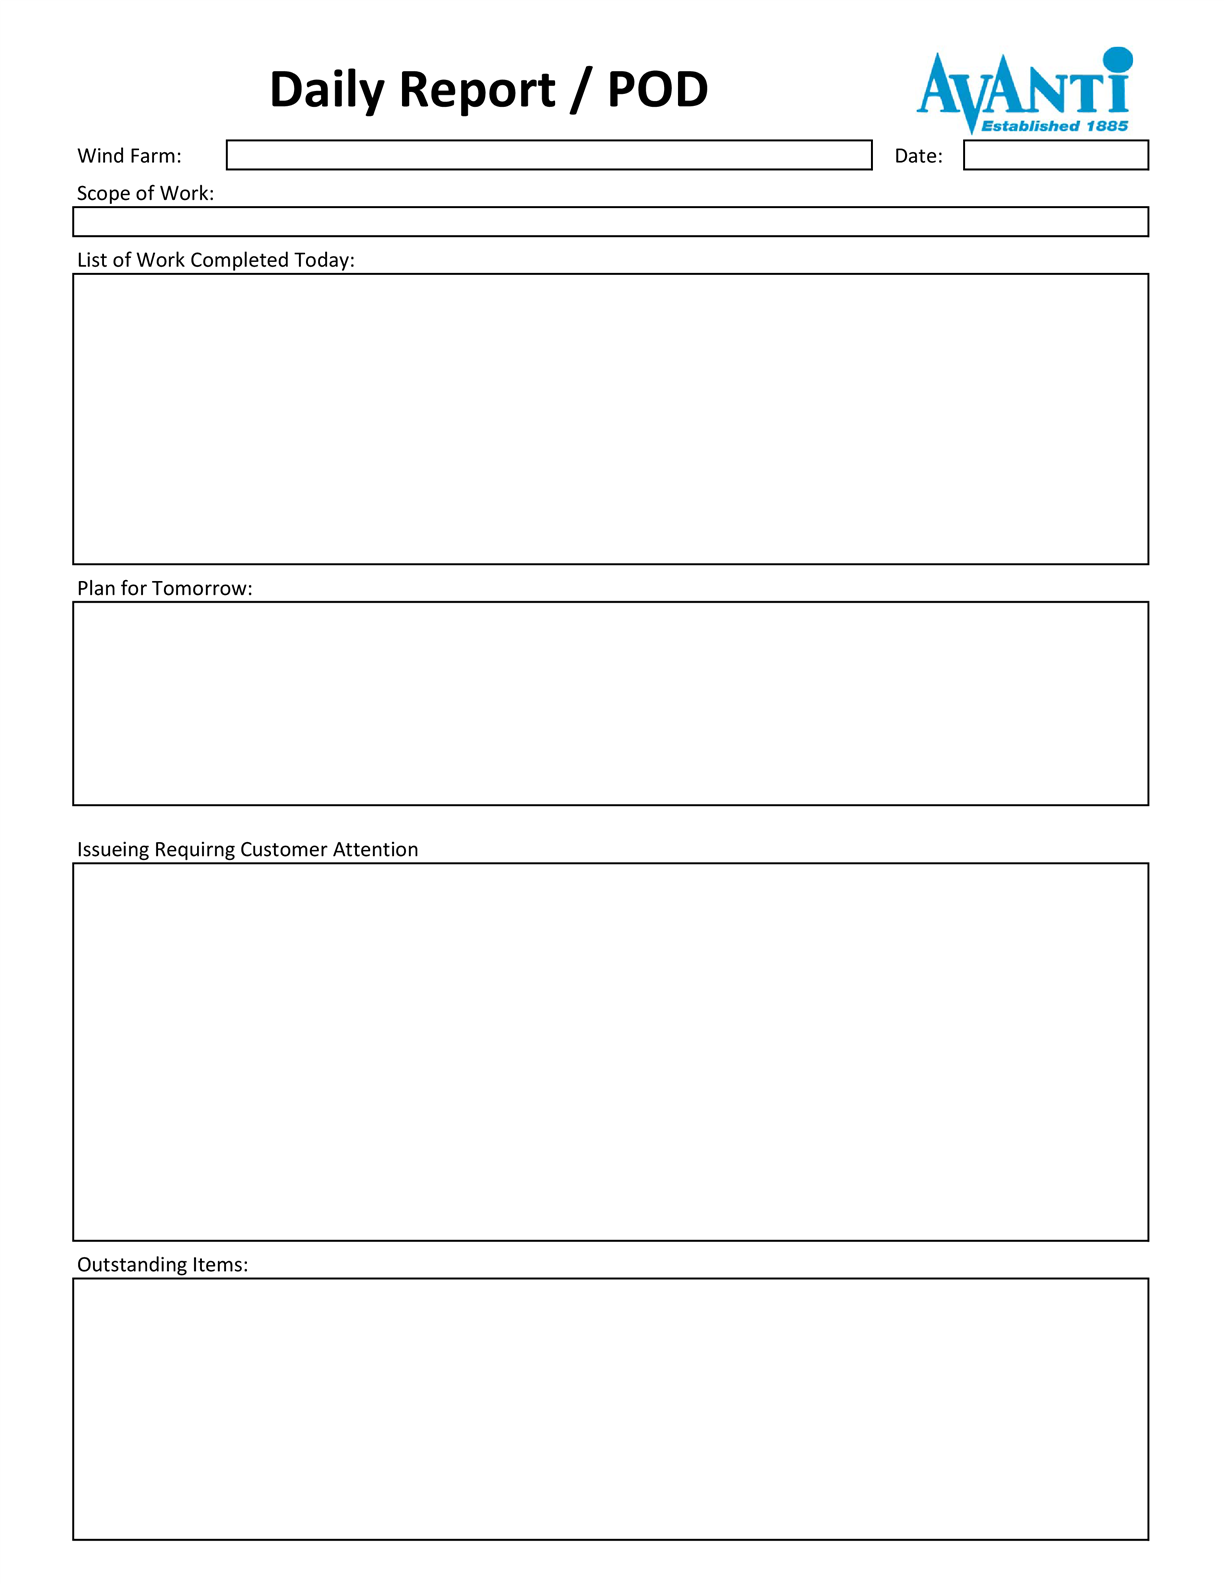 Daily Report / POD
AVANTI
Established 1885
Wind Farm:
Date:
Scope of Work:
List of Work Completed Today:
Plan for Tomorrow:
Issueing Requirng Customer Attention
Outstanding Items: